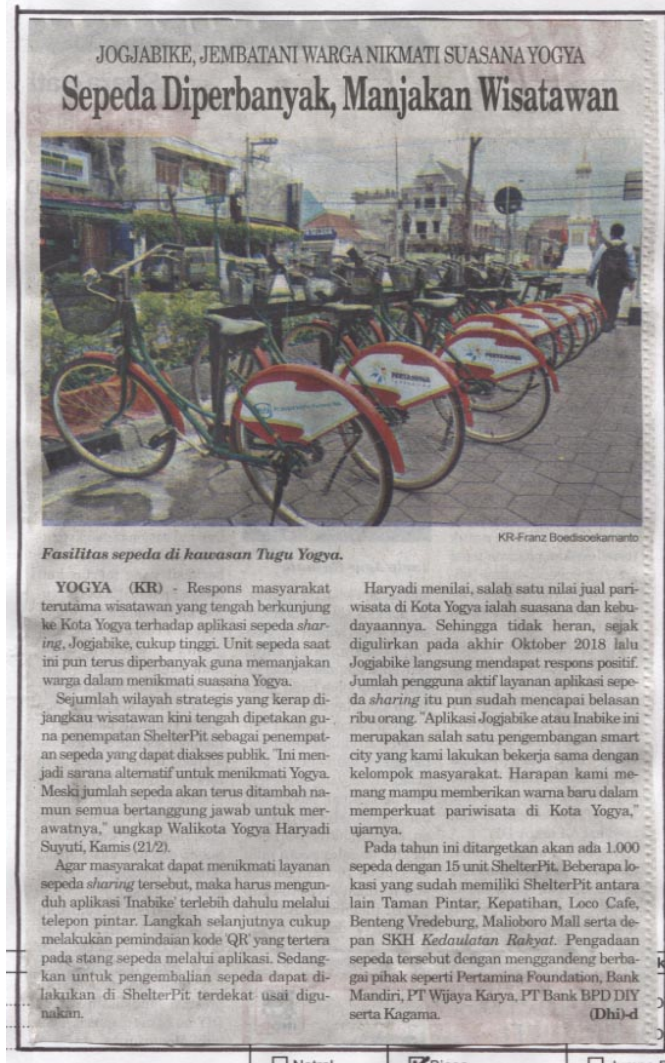 JOGJABIKE, JEMBATANI WARGA NIKMATI SUASANA YOGYA
Sepeda Diperbanyak, Manjakan Wisatawan
PERTAMINA
PERTAMINA
KR-Franz Boedisoekamanto
Fasilitas sepeda di kawasan Tugu Yogya.
YOGYA (KR) - Respons masyarakat
terutama wisatawan yang tengah berkunjung
ke Kota Yogya terhadap aplikasi sepeda shar-
ing, Jogjabike, cukup tinggi. Unit sepeda saat
ini pun terus diperbanyak guna memanjakan
warga dalam menikmati suasana Yogya.
Sejumlah wilayah strategis yang kerap di-
jangkau wisatawan kini tengah dipetakan gu-
na penempatan ShelterPit sebagai penempat-
an sepeda yang dapat diakses publik. "Ini men-
jadi sarana alternatif untuk menikmati Yogya.
Meski jumlah sepeda akan terus ditambah na-
mun semua bertanggung jawab untuk mer-
awatnya," ungkap Walikota Yogya Haryadi
Suyuti, Kamis (21/2).
Agar masyarakat dapat menikmati layanan
sepeda sharing tersebut, maka harus mengun-
duh aplikasi 'Inabike' terlebih dahulu melalui
telepon pintar. Langkah selanjutnya cukup
melakukan pemindaian kode 'QR' yang tertera
pada stang sepeda melalui aplikasi. Sedang-
kan untuk pengembalian sepeda dapat di-
lakukan di ShelterPit terdekat usai digu-
nakan.
Haryadi menilai, salah satu nilai jual pari-
wisata di Kota Yogya ialah suasana dan kebu-
dayaannya. Sehingga tidak heran, sejak
digulirkan pada akhir Oktober 2018 lalu
Jogjabike langsung mendapat respons positif.
Jumlah pengguna aktif layanan aplikasi sepe-
da sharing itu pun sudah mencapai belasan
ribu orang. "Aplikasi Jogjabike atau Inabike ini
merupakan salah satu pengembangan smart
city yang kami lakukan bekerja sama dengan
kelompok masyarakat. Harapan kami me-
mang mampu memberikan warna baru dalam
memperkuat pariwisata di Kota Yogya,"
ujarnya.
Pada tahun ini ditargetkan akan ada 1.000
sepeda dengan 15 unit ShelterPit. Beberapa lo-
kasi yang sudah memiliki ShelterPit antara
lain Taman Pintar, Kepatihan, Loco Cafe,
Benteng Vredeburg, Malioboro Mall serta de-
pan SKH Kedaulatan Rakyat. Pengadaan
sepeda tersebut dengan menggandeng berba-
gai pihak seperti Pertamina Foundation, Bank
Mandiri, PT Wijaya Karya, PT Bank BPD DIY
serta Kagama. (Dhi)-d